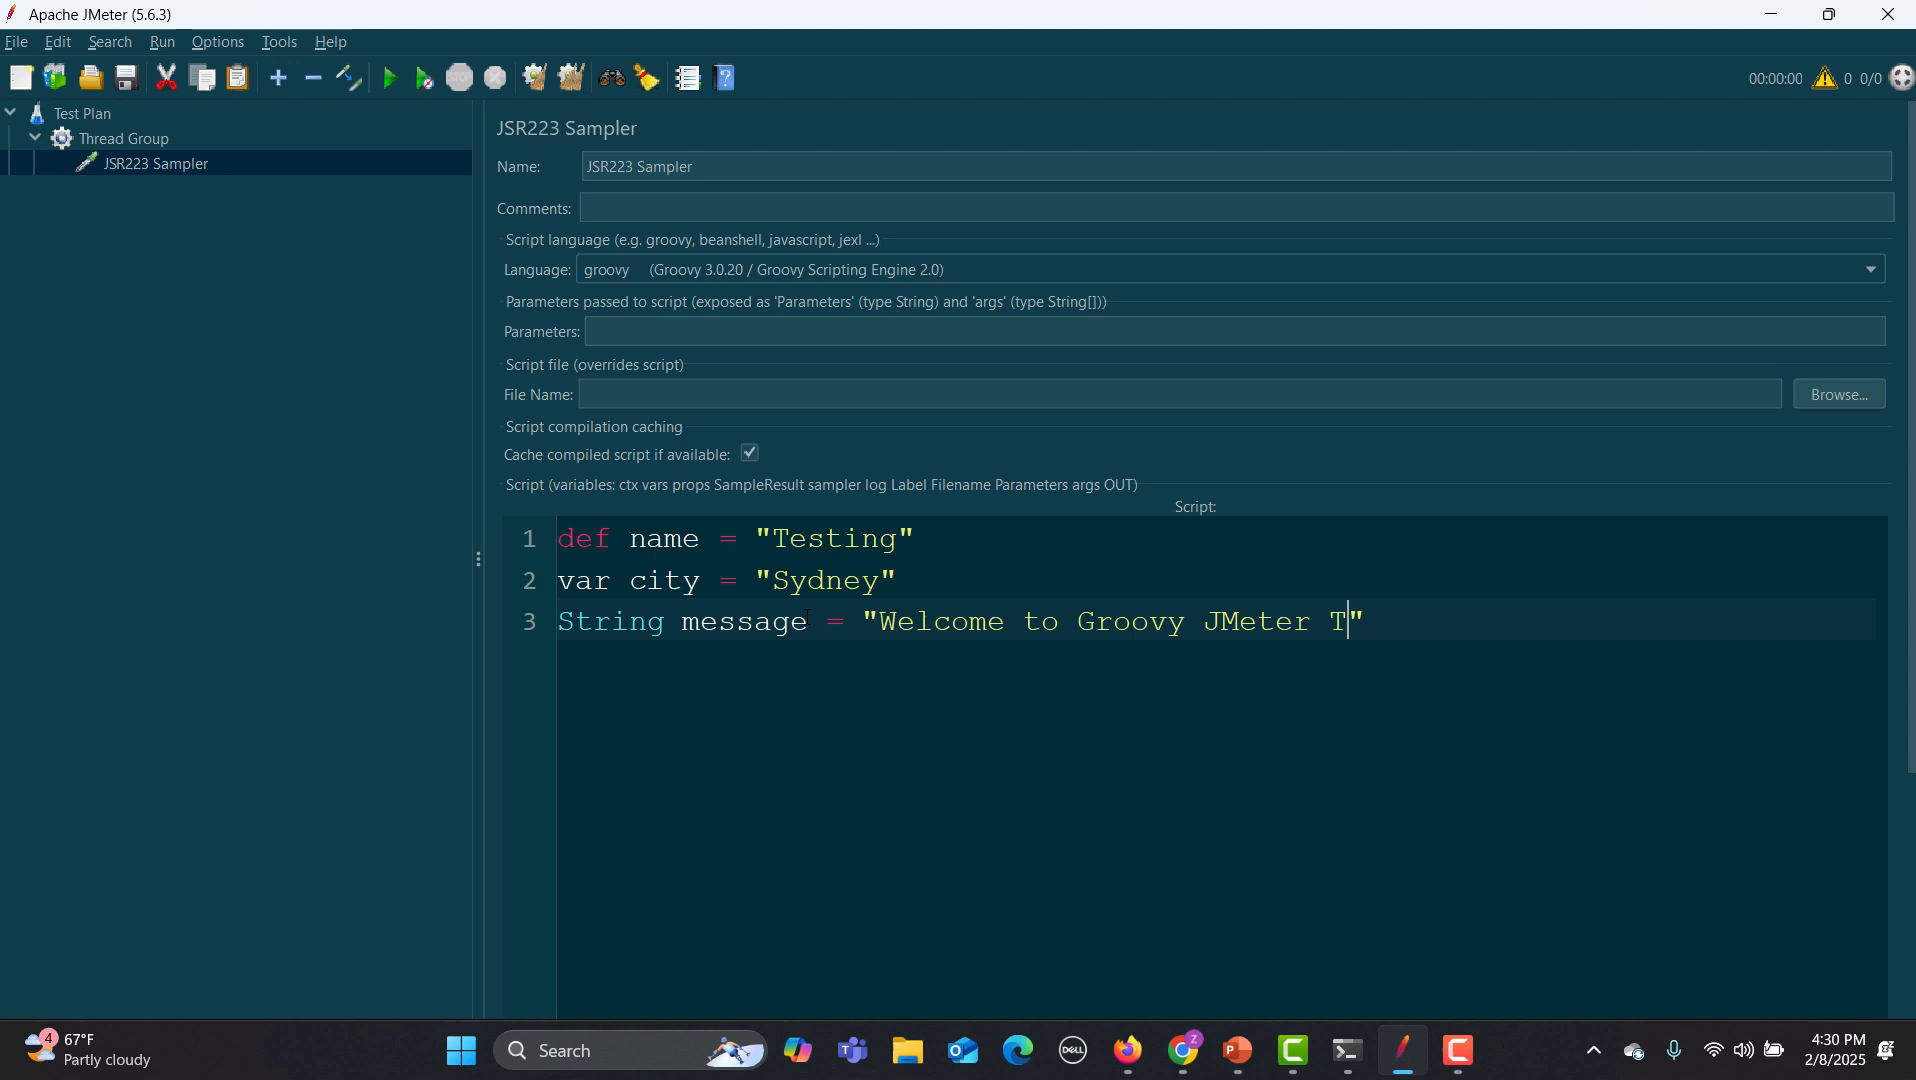 Apache JMeter (5.6.3)
File Edit Search Run Options Tools Help
STOP
00:00:00 0 0/0
Test Plan
Thread Group
JSR223 Sampler
JSR223 Sampler
Name: JSR223 Sampler
Comments:
Script language (e.g. groovy, beanshell, javascript, jexl ...)
Language: groovy (Groovy 3.0.20 / Groovy Scripting Engine 2.0)
Parameters passed to script (exposed as 'Parameters' (type String) and 'args' (type String[]))
Parameters:
Script file (overrides script)
File Name: Browse...
Script compilation caching
Cache compiled script if available:
Script (variables: ctx vars props SampleResult sampler log Label Filename Parameters args OUT)
Script:
1 def name = "Testing"
2 var city = "Sydney"
3 String message = "Welcome to Groovy JMeter T"
4 67°F
Partly cloudy
Search
DELL
Z
4:30 PM
2/8/2025